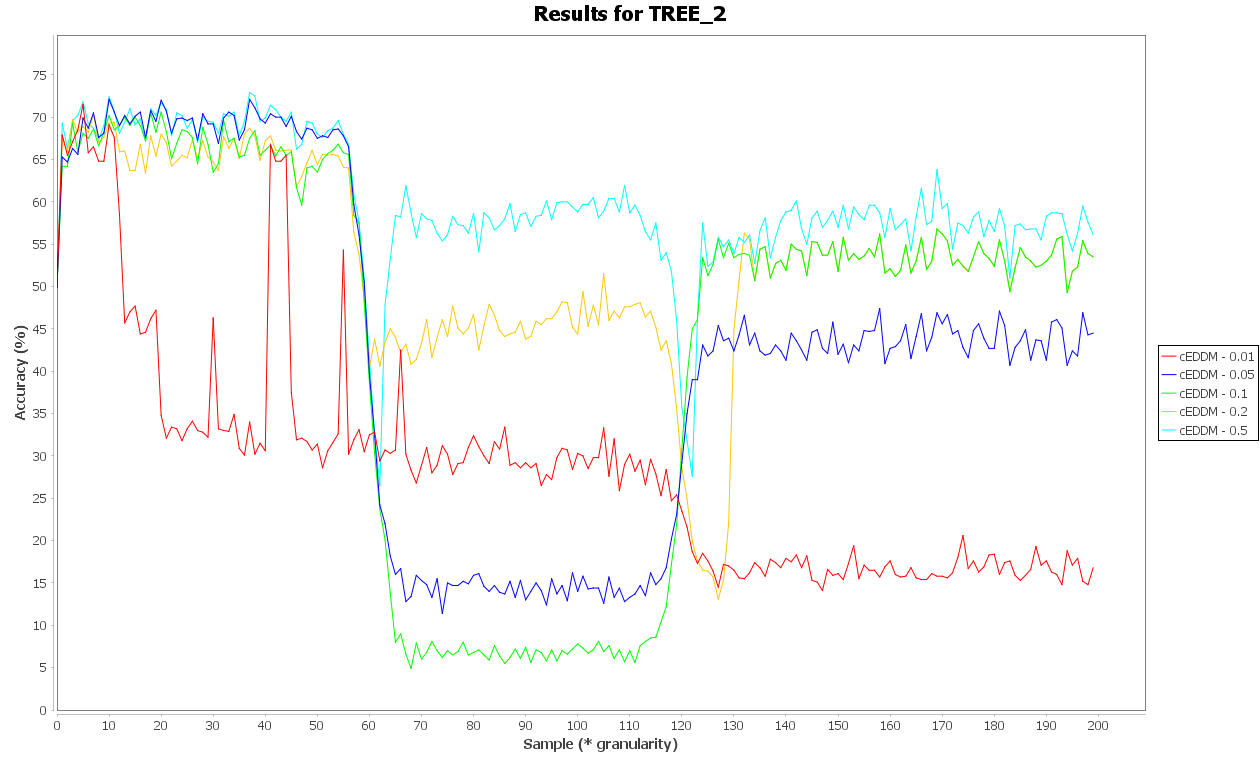 Results for TREE_2
75
70
65
60
55
50
45
40
35
30
25
20
15
10
5
0
Accuracy (%)
0 10 20 30 40 50 60 70 80 90 100 110 120 130 140 150 160 170 180 190 200
Sample (* granularity)
cEDDM - 0.01
cEDDM - 0.05
cEDDM - 0.1
cEDDM - 0.2
cEDDM - 0.5